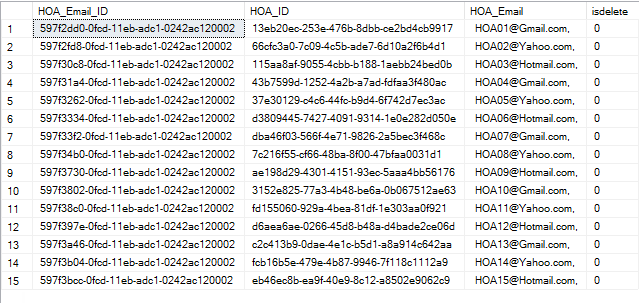 HOA_Email_ID HOA_ID HOA_Email isdelete
1 597f2dd0-0fcd-11eb-adc1-0242ac120002 13eb20ec-253e-476b-8dbb-ce2bd4cb9917 HOA01@Gmail.com, 0
2 597f2fd8-0fcd-11eb-adc1-0242ac120002 66cfc3a0-7c09-4c5b-ade7-6d10a2f6b4d1 HOA02@Yahoo.com, 0
3 597f30c8-0fcd-11eb-adc1-0242ac120002 115aa8af-9055-4cbb-b188-1aebb24bed0b HOA03@Hotmail.com, 0
4 597f31a4-0fcd-11eb-adc1-0242ac120002 43b7599d-1252-4a2b-a7ad-fdfaa3f480ac HOA04@Gmail.com, 0
5 597f3262-0fcd-11eb-adc1-0242ac120002 37e30129-c4c6-44fc-b9d4-6f742d7ec3ac HOA05@Yahoo.com, 0
6 597f3334-0fcd-11eb-adc1-0242ac120002 d3809445-7427-4091-9314-1e0e282d050e HOA06@Hotmail.com, 0
7 597f33f2-0fcd-11eb-adc1-0242ac120002 dba46f03-566f-4e71-9826-2a5bec3f468c HOA07@Gmail.com, 0
8 597f34b0-0fcd-11eb-adc1-0242ac120002 7c216f55-cf66-48ba-8f00-47bfaa0031d1 HOA08@Yahoo.com, 0
9 597f3730-0fcd-11eb-adc1-0242ac120002 ae198d29-4301-4151-93ec-5aaa4bb56176 HOA09@Hotmail.com, 0
10 597f3802-0fcd-11eb-adc1-0242ac120002 3152e825-77a3-4b48-be6a-0b067512ae63 HOA10@Gmail.com, 0
11 597f38c0-0fcd-11eb-adc1-0242ac120002 fd155060-929a-4bea-81df-1e303aa0f921 HOA11@Yahoo.com, 0
12 597f397e-0fcd-11eb-adc1-0242ac120002 d6aea6ae-0266-45d8-b48a-d4bade2ce06d HOA12@Hotmail.com, 0
13 597f3a46-0fcd-11eb-adc1-0242ac120002 c2c413b9-0dae-4e1c-b5d1-a8a914c642aa HOA13@Gmail.com, 0
14 597f3b04-0fcd-11eb-adc1-0242ac120002 fcb16b5e-479e-4b87-9946-7f118c1112a9 HOA14@Yahoo.com, 0
15 597f3bcc-0fcd-11eb-adc1-0242ac120002 eb46ec8b-ea9f-40e9-8c12-a8502e9062c9 HOA15@Hotmail.com, 0